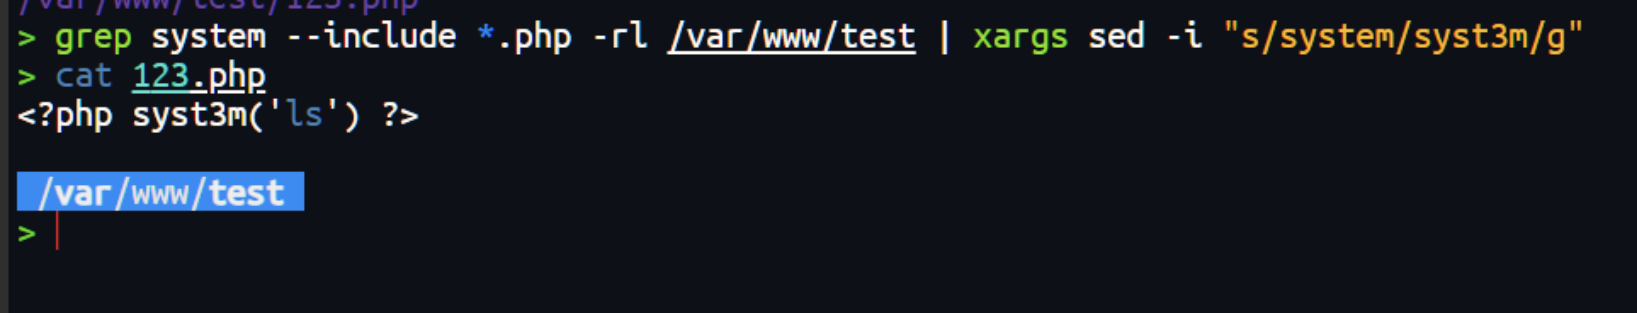 /var/www/test/123.php
> grep system --include *.php -rl /var/www/test | xargs sed -i "s/system/syst3m/g"
> cat 123.php
<?php syst3m('ls') ?>
/var/www/test
>